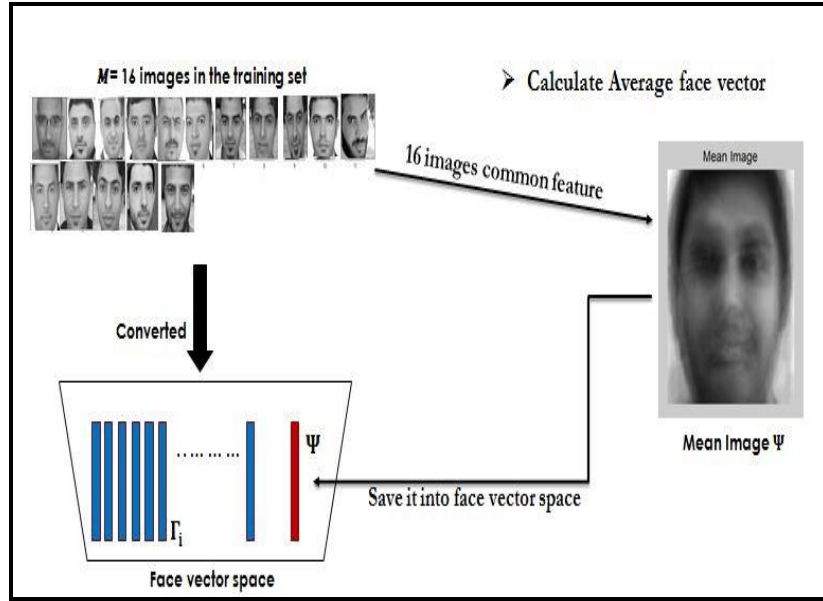 M= 16 images in the training set
➢ Calculate Average face vector
16 images common feature
Mean Image
Converted
Mean Image Ψ
Ψ
.. ... ... ...
Γi
Save it into face vector space
Face vector space